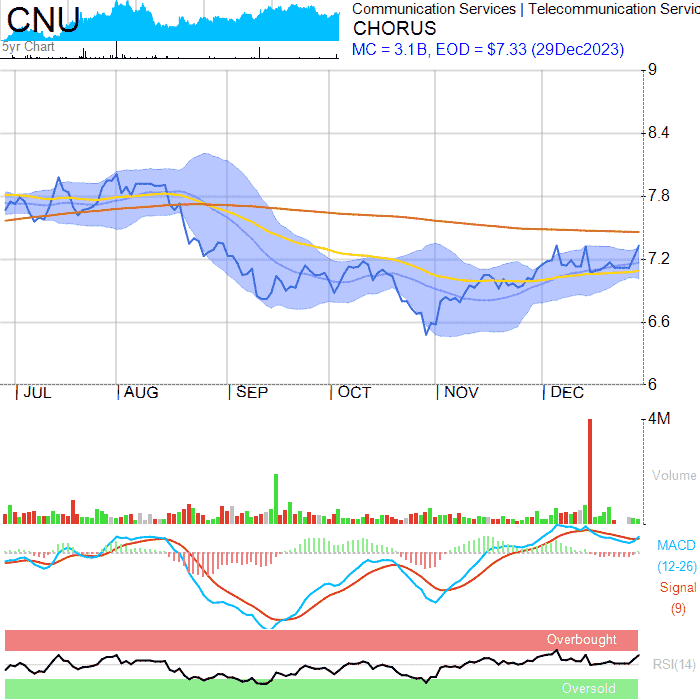 CNU
5yr Chart
Communication Services | Telecommunication Servic
CHORUS
MC = 3.1B, EOD = $7.33 (29Dec2023)
9
8.4
7.8
7.2
6.6
6
JUL AUG SEP OCT NOV DEC
4M
Volume
MACD
(12-26)
Signal
(9)
Overbought
RSI(14)
Oversold